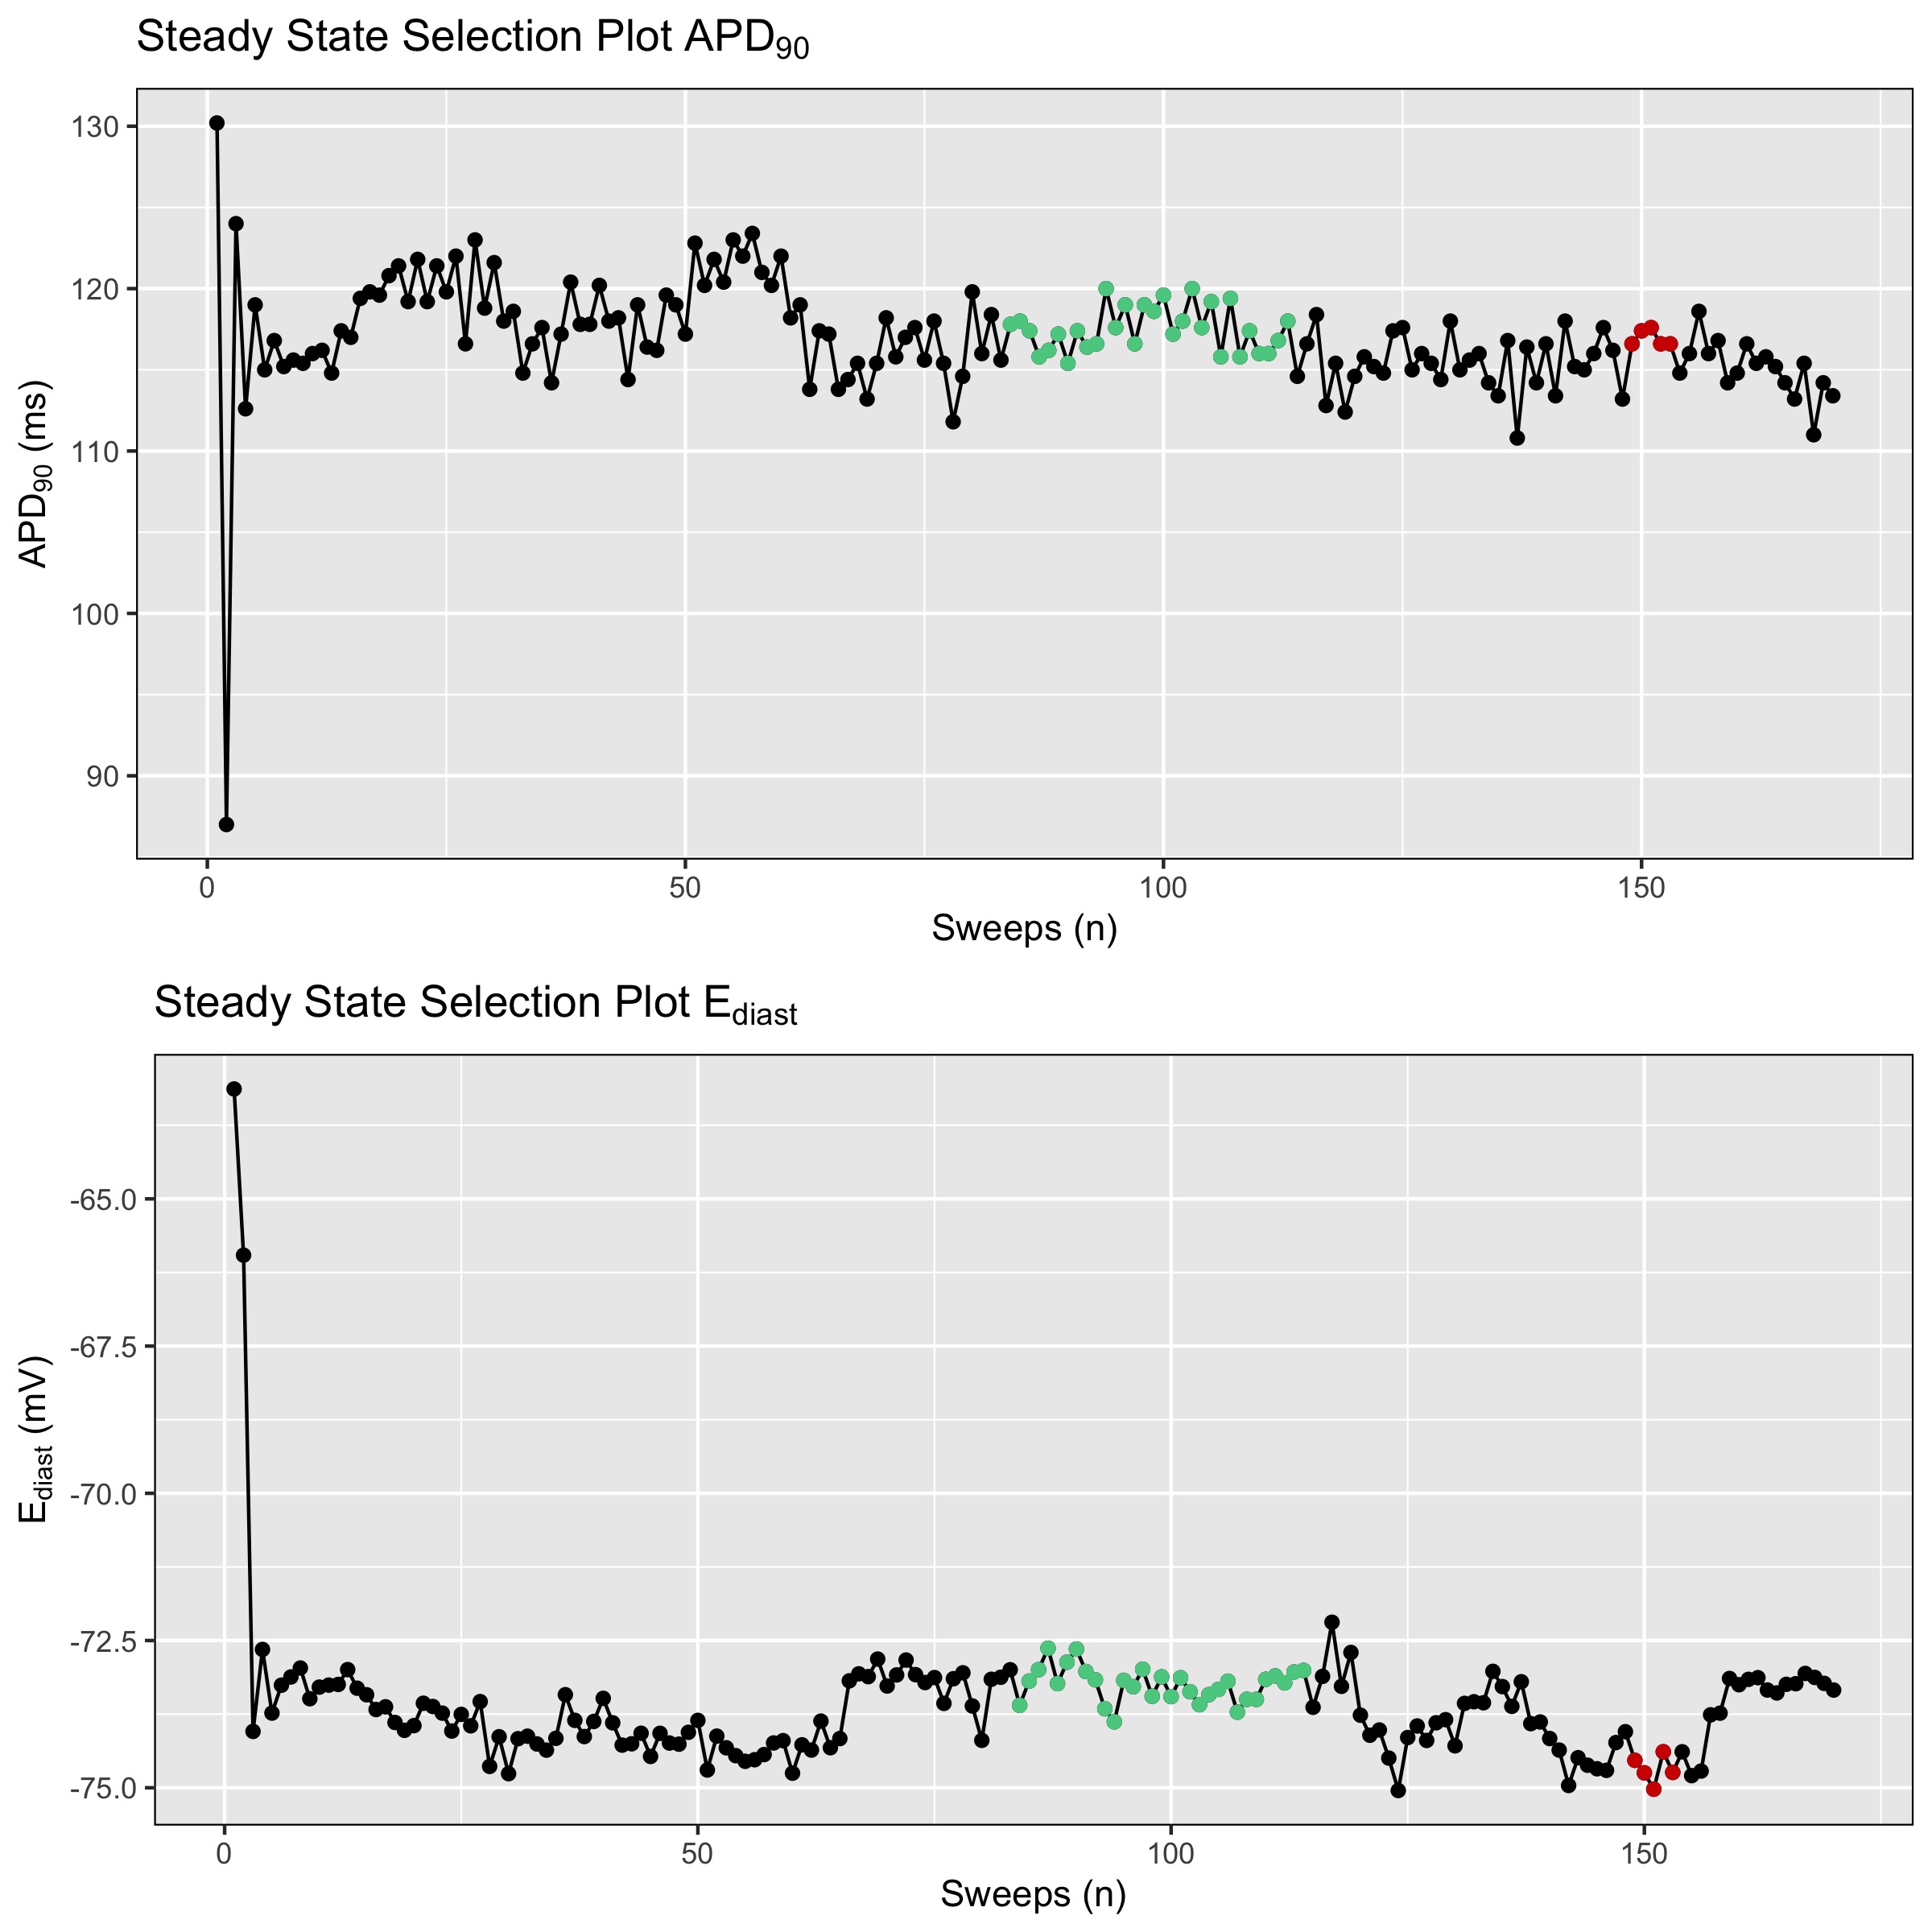 Steady State Selection Plot APD90
130
120
110
100
90
APD90 (ms)
0 50 100 150
Sweeps (n)
Steady State Selection Plot Ediast
-65.0
-67.5
-70.0
-72.5
-75.0
Ediast (mV)
0 50 100 150
Sweeps (n)